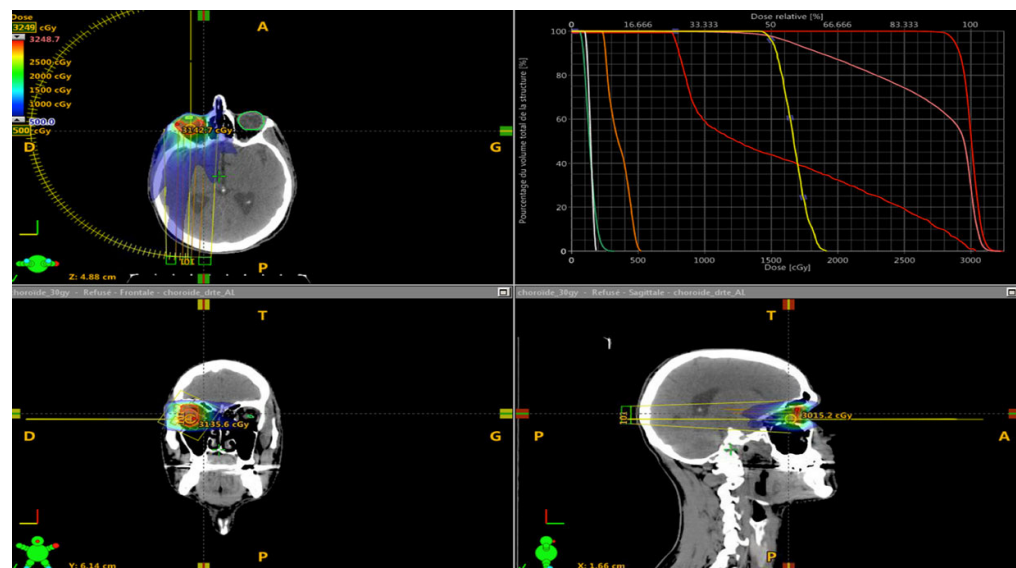 Dose
3249 cGy
3248.7
2500 cGy
2000 cGy
1500 cGy
1000 cGy
500.0
500 cGy
A
D
G
P
3142.7 cGy
101
Z: 4.88 cm
Dose relative [%]
0 16.666 33.333 50 66.666 83.333 100
Pourcentage du volume total de la structure [%]
100
80
60
40
20
0
0 500 1000 1500 2000 2500 3000
Dose [cGy]
choroïde_30gy - Refusé - Frontale - choroide_drte_AL
T
D
G
P
3135.6 cGy
Y: 6.14 cm
choroïde_30gy - Refusé - Sagittale - choroide_drte_AL
T
P
A
P
101
3015.2 cGy
X: 1.66 cm